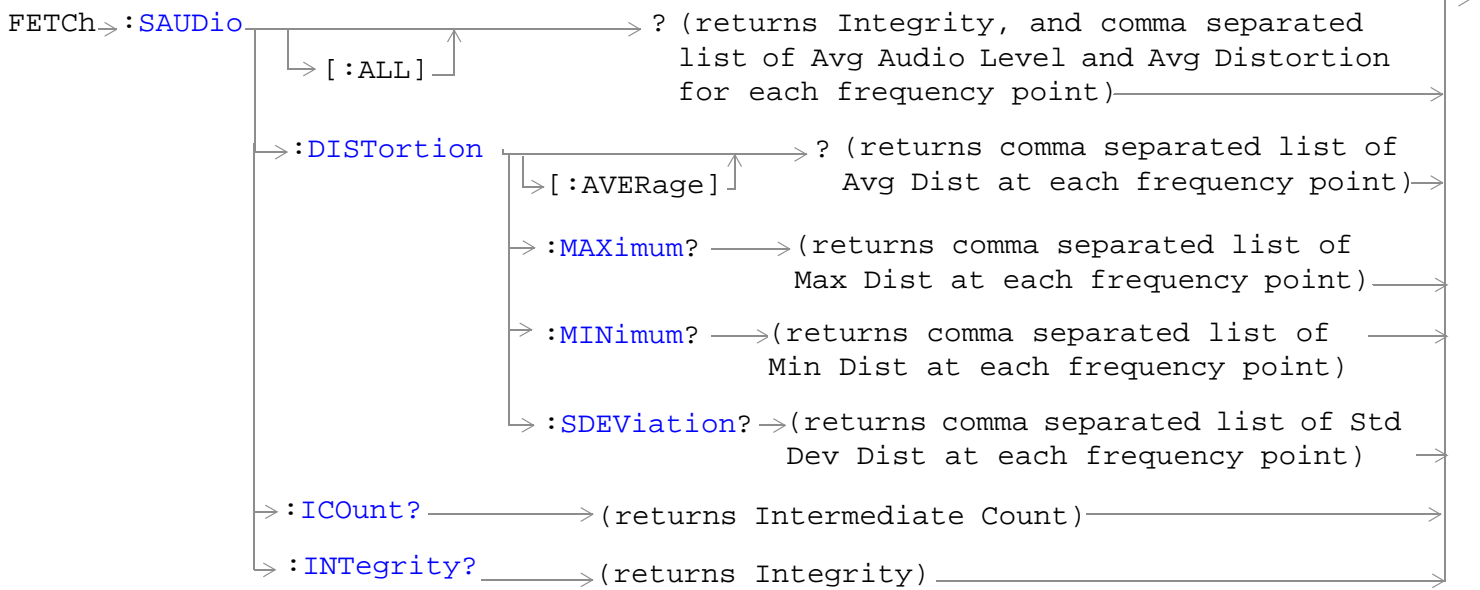 FETCh :SAUDio ? (returns Integrity, and comma separated
[:ALL] list of Avg Audio Level and Avg Distortion
for each frequency point)
:DISTortion ? (returns comma separated list of
[:AVERage] Avg Dist at each frequency point)
:MAXimum? (returns comma separated list of
Max Dist at each frequency point)
:MINimum? (returns comma separated list of
Min Dist at each frequency point)
:SDEViation? (returns comma separated list of Std
Dev Dist at each frequency point)
:ICOunt? (returns Intermediate Count)
:INTegrity? (returns Integrity)